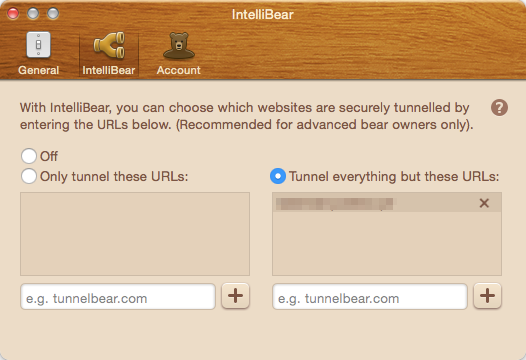 IntelliBear
General
IntelliBear
Account
With IntelliBear, you can choose which websites are securely tunnelled by
entering the URLs below. (Recommended for advanced bear owners only).
?
Off
Only tunnel these URLs:
Tunnel everything but these URLs:
e.g. tunnelbear.com
e.g. tunnelbear.com